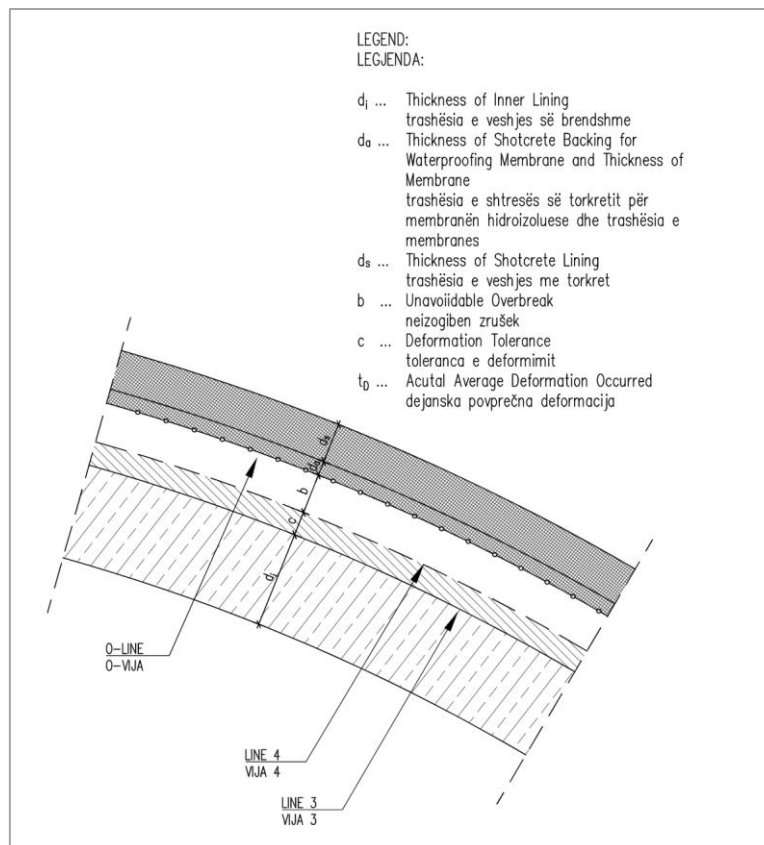 LEGEND:
LEGJENDA:
di ... Thickness of Inner Lining
trashësia e veshjes së brendshme
da ... Thickness of Shotcrete Backing for
Waterproofing Membrane and Thickness of
Membrane
trashësia e shtresës së torkretit për
membranën hidroizoluese dhe trashësia e
membranes
ds ... Thickness of Shotcrete Lining
trashësia e veshjes me torkret
b ... Unavoiidable Overbreak
neizogiben zrušek
c ... Deformation Tolerance
toleranca e deformimit
tD ... Acutal Average Deformation Occurred
dejanska povprečna deformacija
ds
da
b
c
di
O-LINE
O-VIJA
LINE 4
VIJA 4
LINE 3
VIJA 3